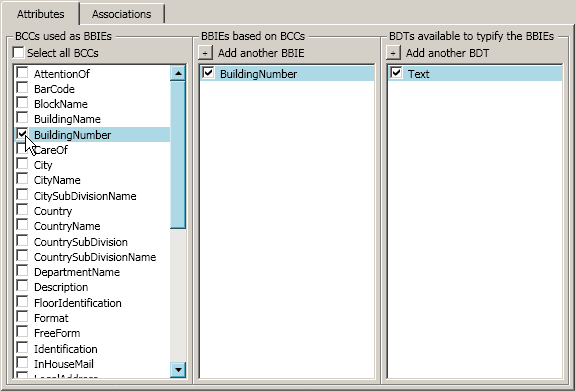 Attributes
Associations
BCCs used as BBIEs
Select all BCCs
AttentionOf
BarCode
BlockName
BuildingName
BuildingNumber
CareOf
City
CityName
CitySubDivisionName
Country
CountryName
CountrySubDivision
CountrySubDivisionName
DepartmentName
Description
FloorIdentification
Format
FreeForm
Identification
InHouseMail
LocalAddress
BBIEs based on BCCs
+ Add another BBIE
BuildingNumber
BDTs available to typify the BBIEs
+ Add another BDT
Text